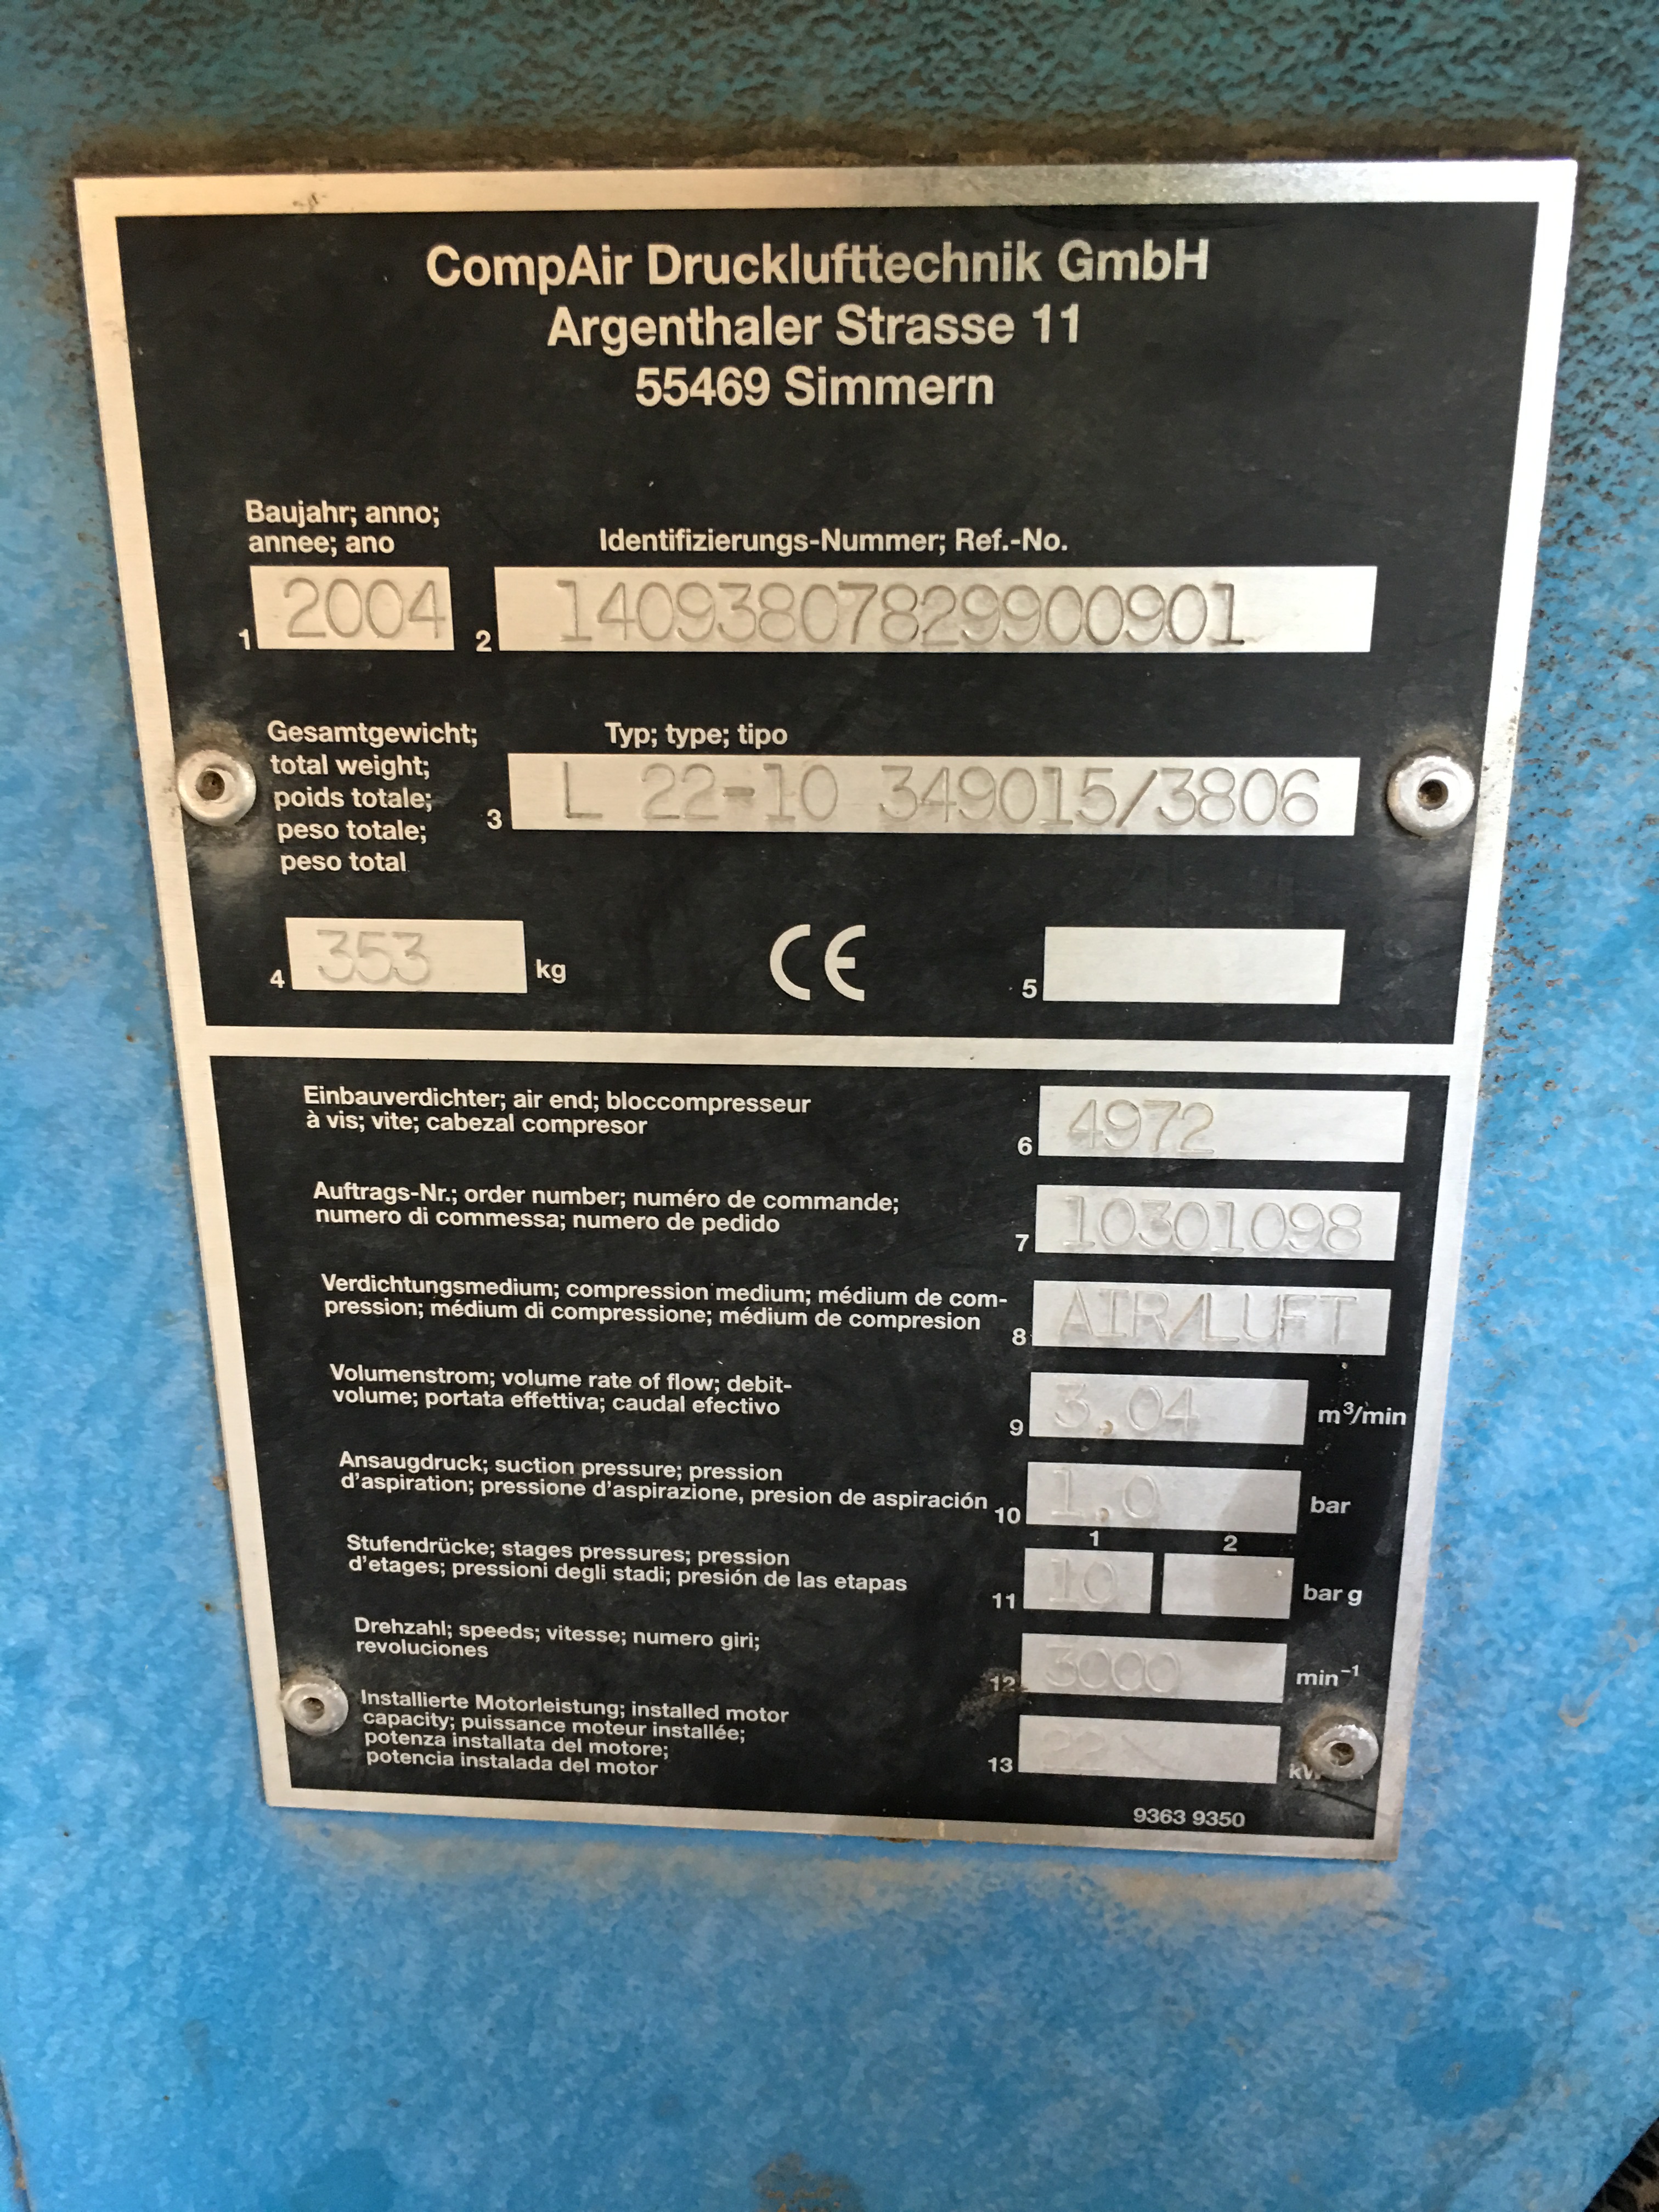 CompAir Drucklufttechnik GmbH
Argenthaler Strasse 11
55469 Simmern
Baujahr; anno;
annee; ano
Identifizierungs-Nummer; Ref.-No.
1 2004
2 14093807829900901
Gesamtgewicht;
total weight;
poids totale;
peso totale;
peso total
Typ; type; tipo
3 L 22-10 349015/3806
4 353 kg
CE
5
Einbauverdichter; air end; bloccompresseur
à vis; vite; cabezal compresor
6 4972
Auftrags-Nr.; order number; numéro de commande;
numero di commessa; numero de pedido
7 10301098
Verdichtungsmedium; compression medium; médium de com-
pression; médium di compressione; médium de compresion
8 AIR/LUFT
Volumenstrom; volume rate of flow; debit-
volume; portata effettiva; caudal efectivo
9 3,04 m³/min
Ansaugdruck; suction pressure; pression
d'aspiration; pressione d'aspirazione, presion de aspiración
10 1,0 bar
1 2
Stufendrücke; stages pressures; pression
d'etages; pressioni degli stadi; presión de las etapas
11 10 bar g
Drehzahl; speeds; vitesse; numero giri;
revoluciones
12 3000 min⁻¹
Installierte Motorleistung; installed motor
capacity; puissance moteur installée;
potenza installata del motore;
potencia instalada del motor
13 22
9363 9350